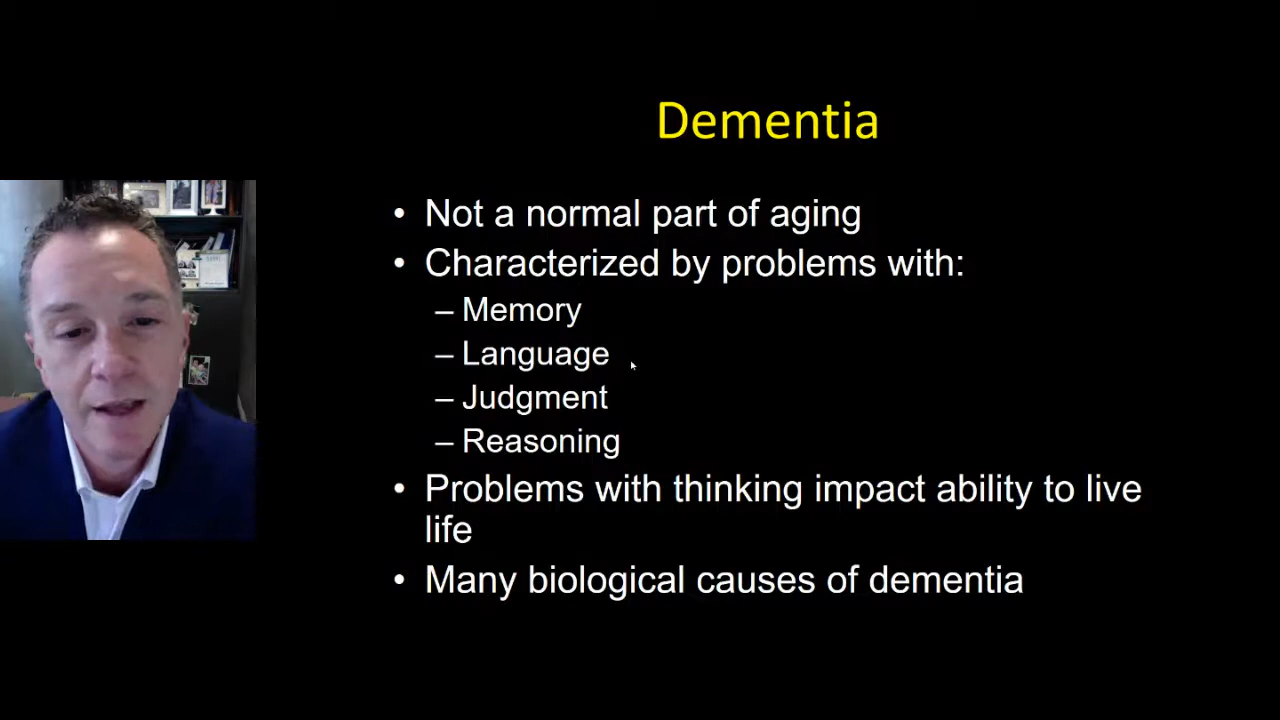 Dementia
• Not a normal part of aging
• Characterized by problems with:
– Memory
– Language
– Judgment
– Reasoning
• Problems with thinking impact ability to live
life
• Many biological causes of dementia